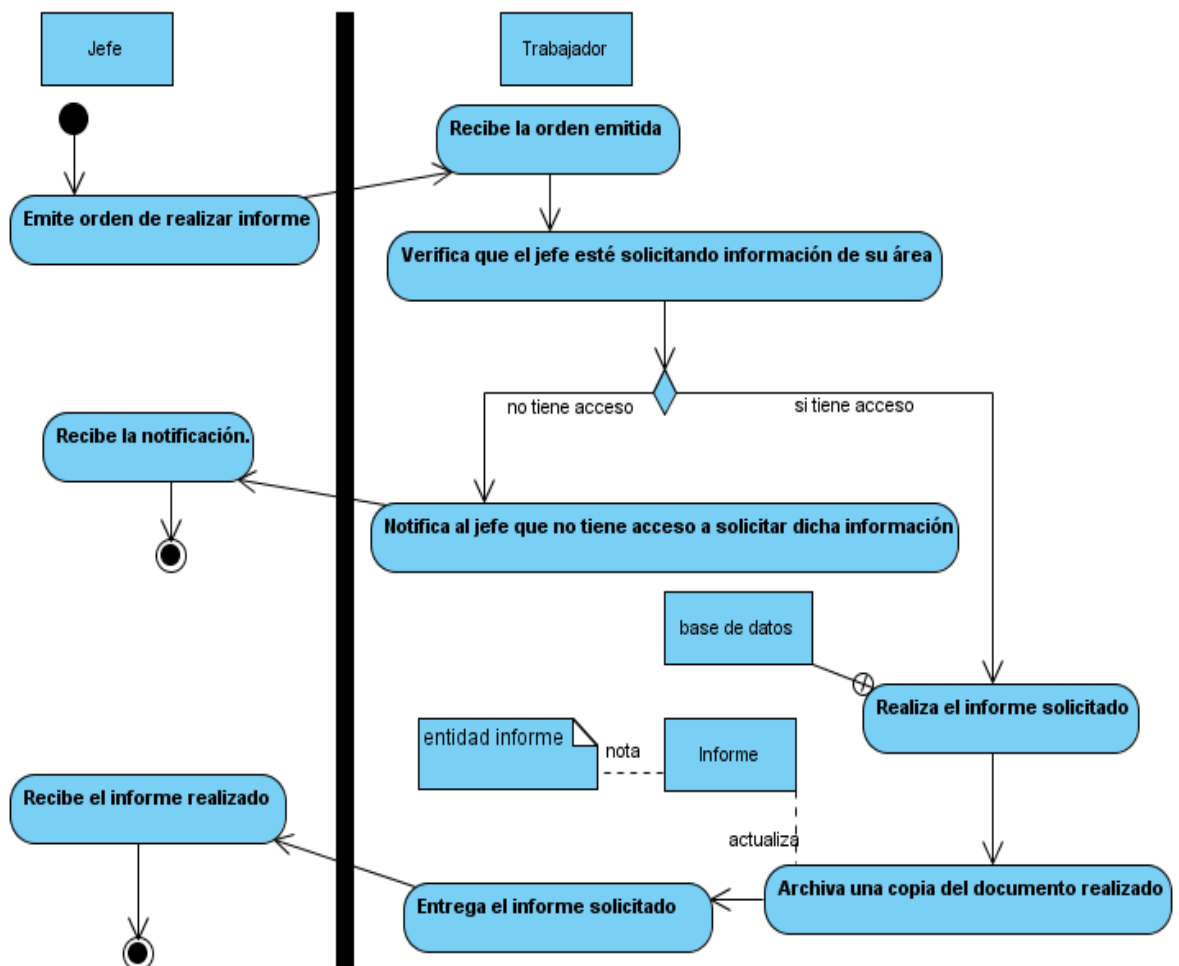 Jefe
Trabajador
Recibe la orden emitida
Emite orden de realizar informe
Verifica que el jefe esté solicitando información de su área
no tiene acceso
si tiene acceso
Recibe la notificación.
Notifica al jefe que no tiene acceso a solicitar dicha información
base de datos
Realiza el informe solicitado
entidad informe
nota
Informe
Recibe el informe realizado
actualiza
Archiva una copia del documento realizado
Entrega el informe solicitado